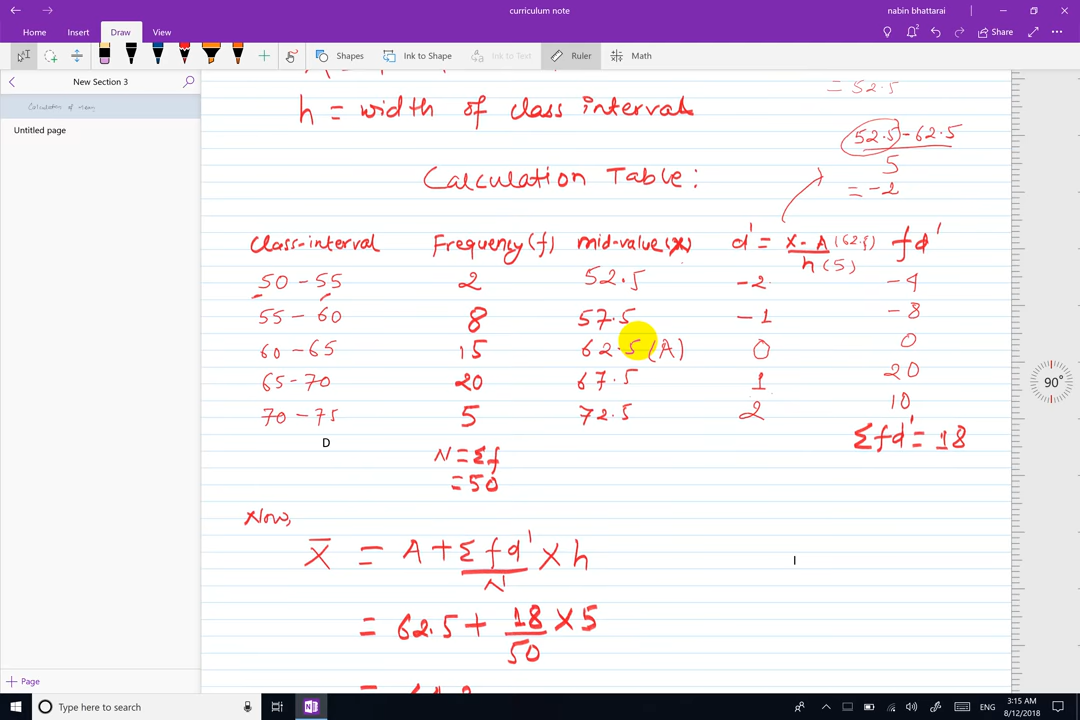 curriculum note
nabin bhattarai
Home Insert Draw View
Share
Shapes Ink to Shape Ink to Text Ruler Math
New Section 3
Calculation of mean
Untitled page
= 52.5
h = width of class interval
52.5 - 62.5
5
= -2
Calculation Table:
class-interval Frequency (f) mid-value (x) d' = x - A (62.5) fd'
h (5)
50 - 55 2 52.5 -2 -4
55 - 60 8 57.5 -1 -8
60 - 65 15 62.5 (A) 0 0
65 - 70 20 67.5 1 20
70 - 75 5 72.5 2 10
Σfd' = 18
D
N = Σf
= 50
Now,
X̄ = A + Σfd' × h
N
= 62.5 + 18 × 5
50
90°
+ Page
Type here to search
ENG
3:15 AM
8/12/2018